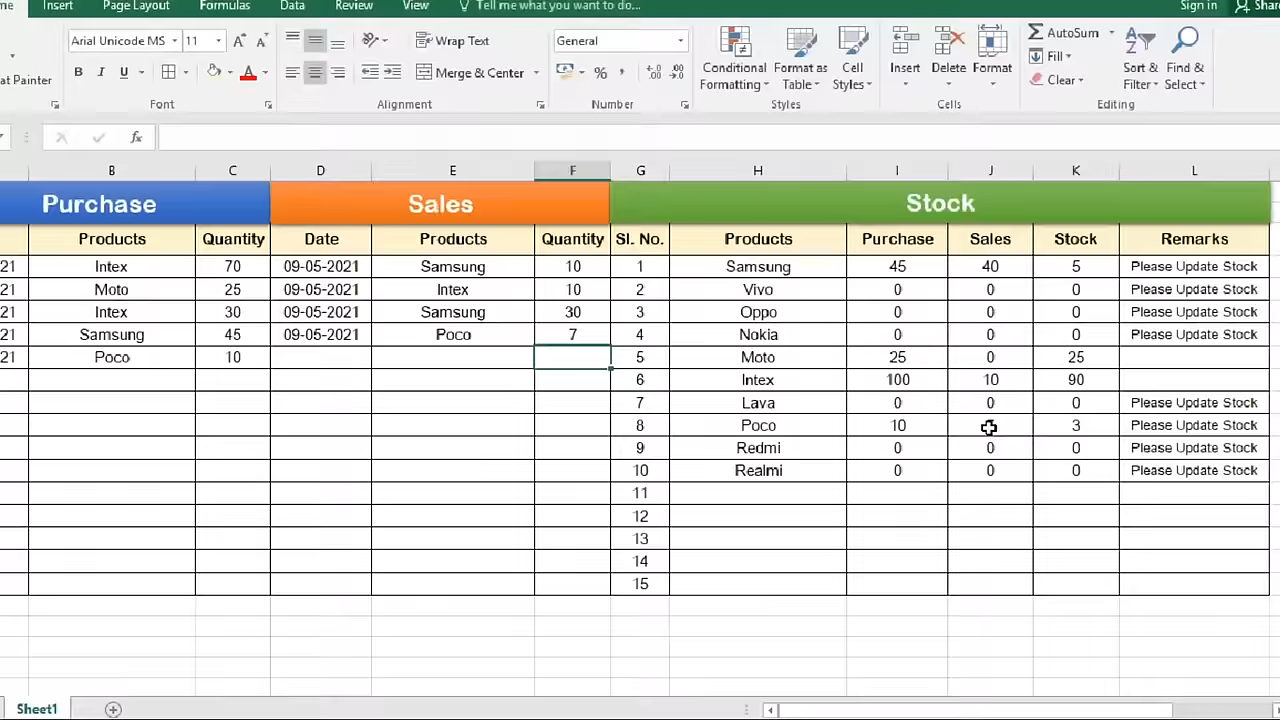 me Insert Page Layout Formulas Data Review View Tell me what you want to do... Sign in Shar
Arial Unicode MS 11 A A Wrap Text General AutoSum
at Painter B I U A Merge & Center % , Conditional Formatting Format as Table Cell Styles Insert Delete Format Fill Clear Sort & Filter Find & Select
Font Alignment Number Styles Cells Editing
fx
B C D E F G H I J K L
Purchase Sales Stock
Products Quantity Date Products Quantity Sl. No. Products Purchase Sales Stock Remarks
21 Intex 70 09-05-2021 Samsung 10 1 Samsung 45 40 5 Please Update Stock
21 Moto 25 09-05-2021 Intex 10 2 Vivo 0 0 0 Please Update Stock
21 Intex 30 09-05-2021 Samsung 30 3 Oppo 0 0 0 Please Update Stock
21 Samsung 45 09-05-2021 Poco 7 4 Nokia 0 0 0 Please Update Stock
21 Poco 10 5 Moto 25 0 25
6 Intex 100 10 90
7 Lava 0 0 0 Please Update Stock
8 Poco 10 3 Please Update Stock
9 Redmi 0 0 0 Please Update Stock
10 Realmi 0 0 0 Please Update Stock
11
12
13
14
15
Sheet1